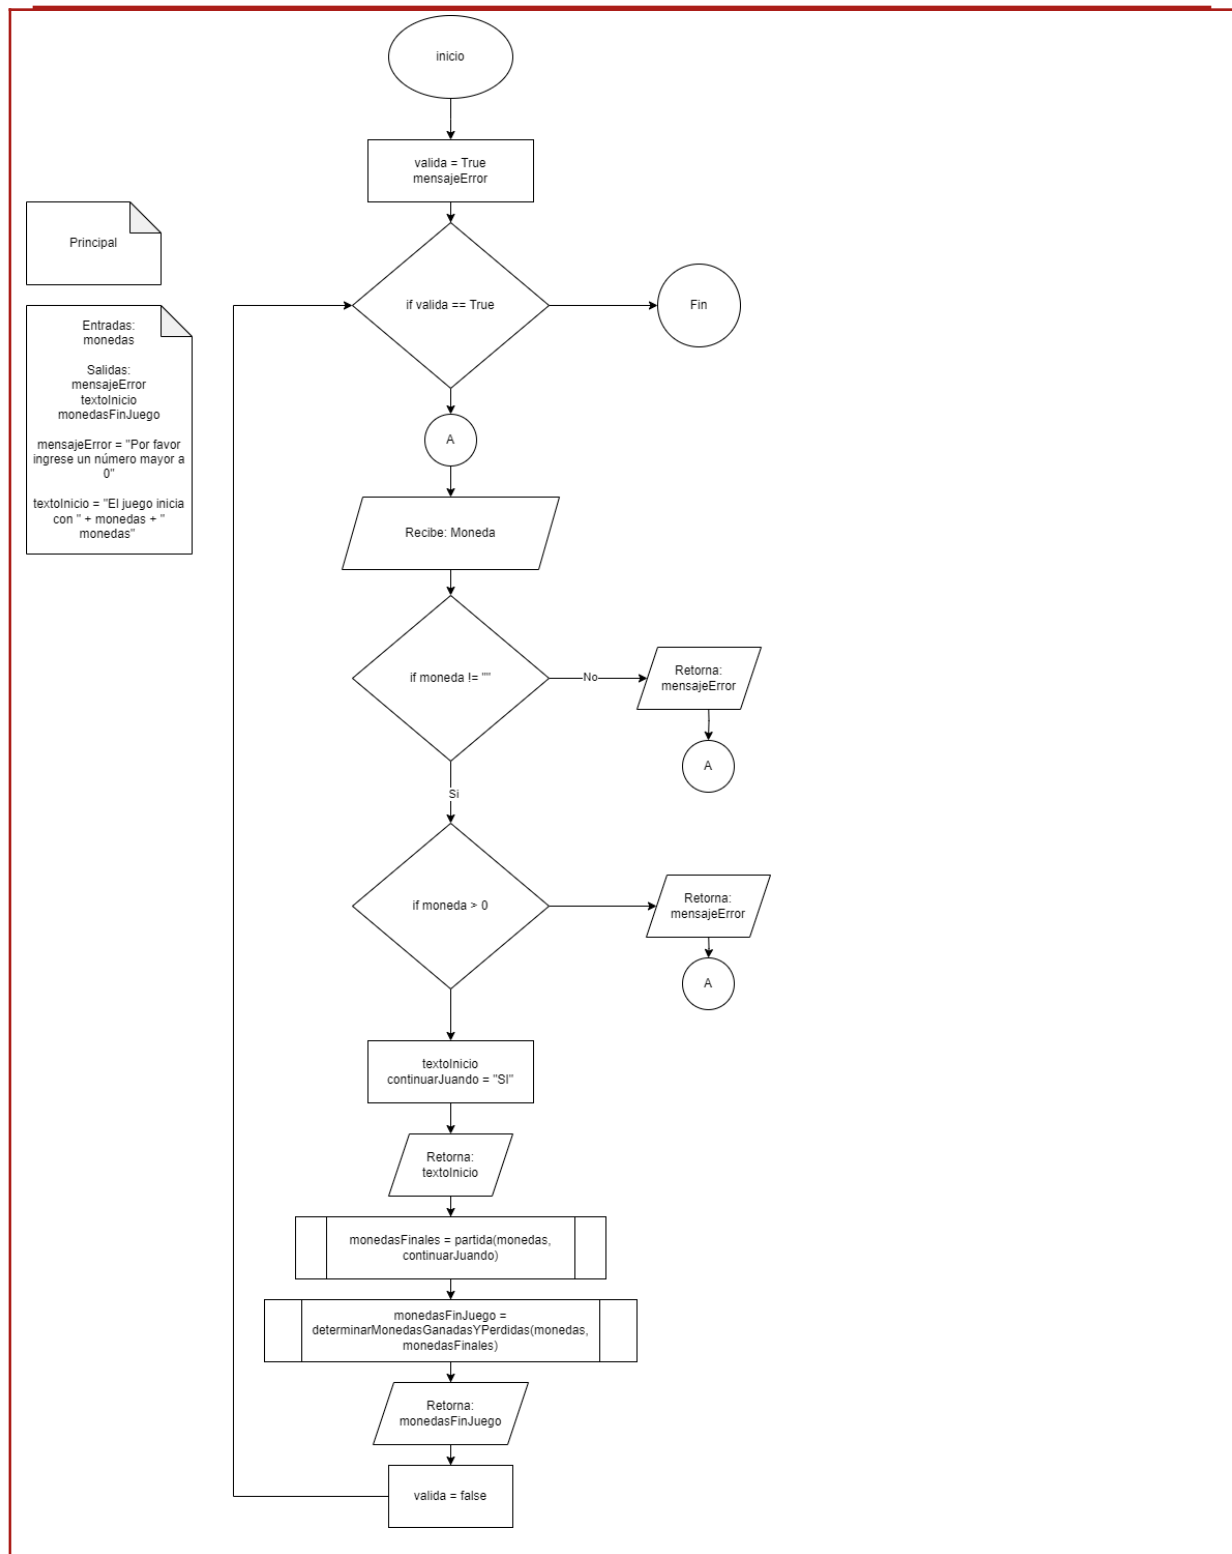 inicio
valida = True
mensajeError
Principal
if valida == True
Fin
Entradas:
monedas
Salidas:
mensajeError
textoInicio
monedasFinJuego
mensajeError = "Por favor
ingrese un número mayor a
0"
textoInicio = "El juego inicia
con " + monedas + "
monedas"
A
Recibe: Moneda
if moneda != ""
No
Retorna:
mensajeError
A
Si
if moneda > 0
Retorna:
mensajeError
A
textoInicio
continuarJuando = "SI"
Retorna:
textoInicio
monedasFinales = partida(monedas,
continuarJuando)
monedasFinJuego =
determinarMonedasGanadasYPerdidas(monedas,
monedasFinales)
Retorna:
monedasFinJuego
valida = false